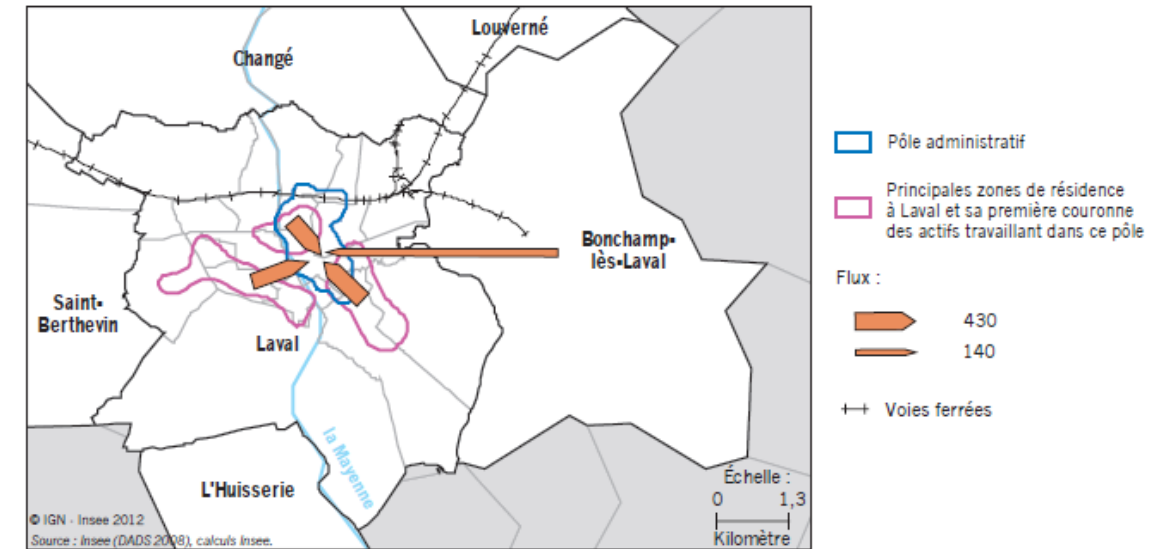 Louverné
Changé
Bonchamp-
lès-Laval
Saint-
Berthevin
Laval
la Mayenne
L'Huisserie
Échelle :
0 1,3
Kilomètre
© IGN - Insee 2012
Source : Insee (DADS 2008), calculs Insee.
Pôle administratif
Principales zones de résidence
à Laval et sa première couronne
des actifs travaillant dans ce pôle
Flux :
430
140
Voies ferrées